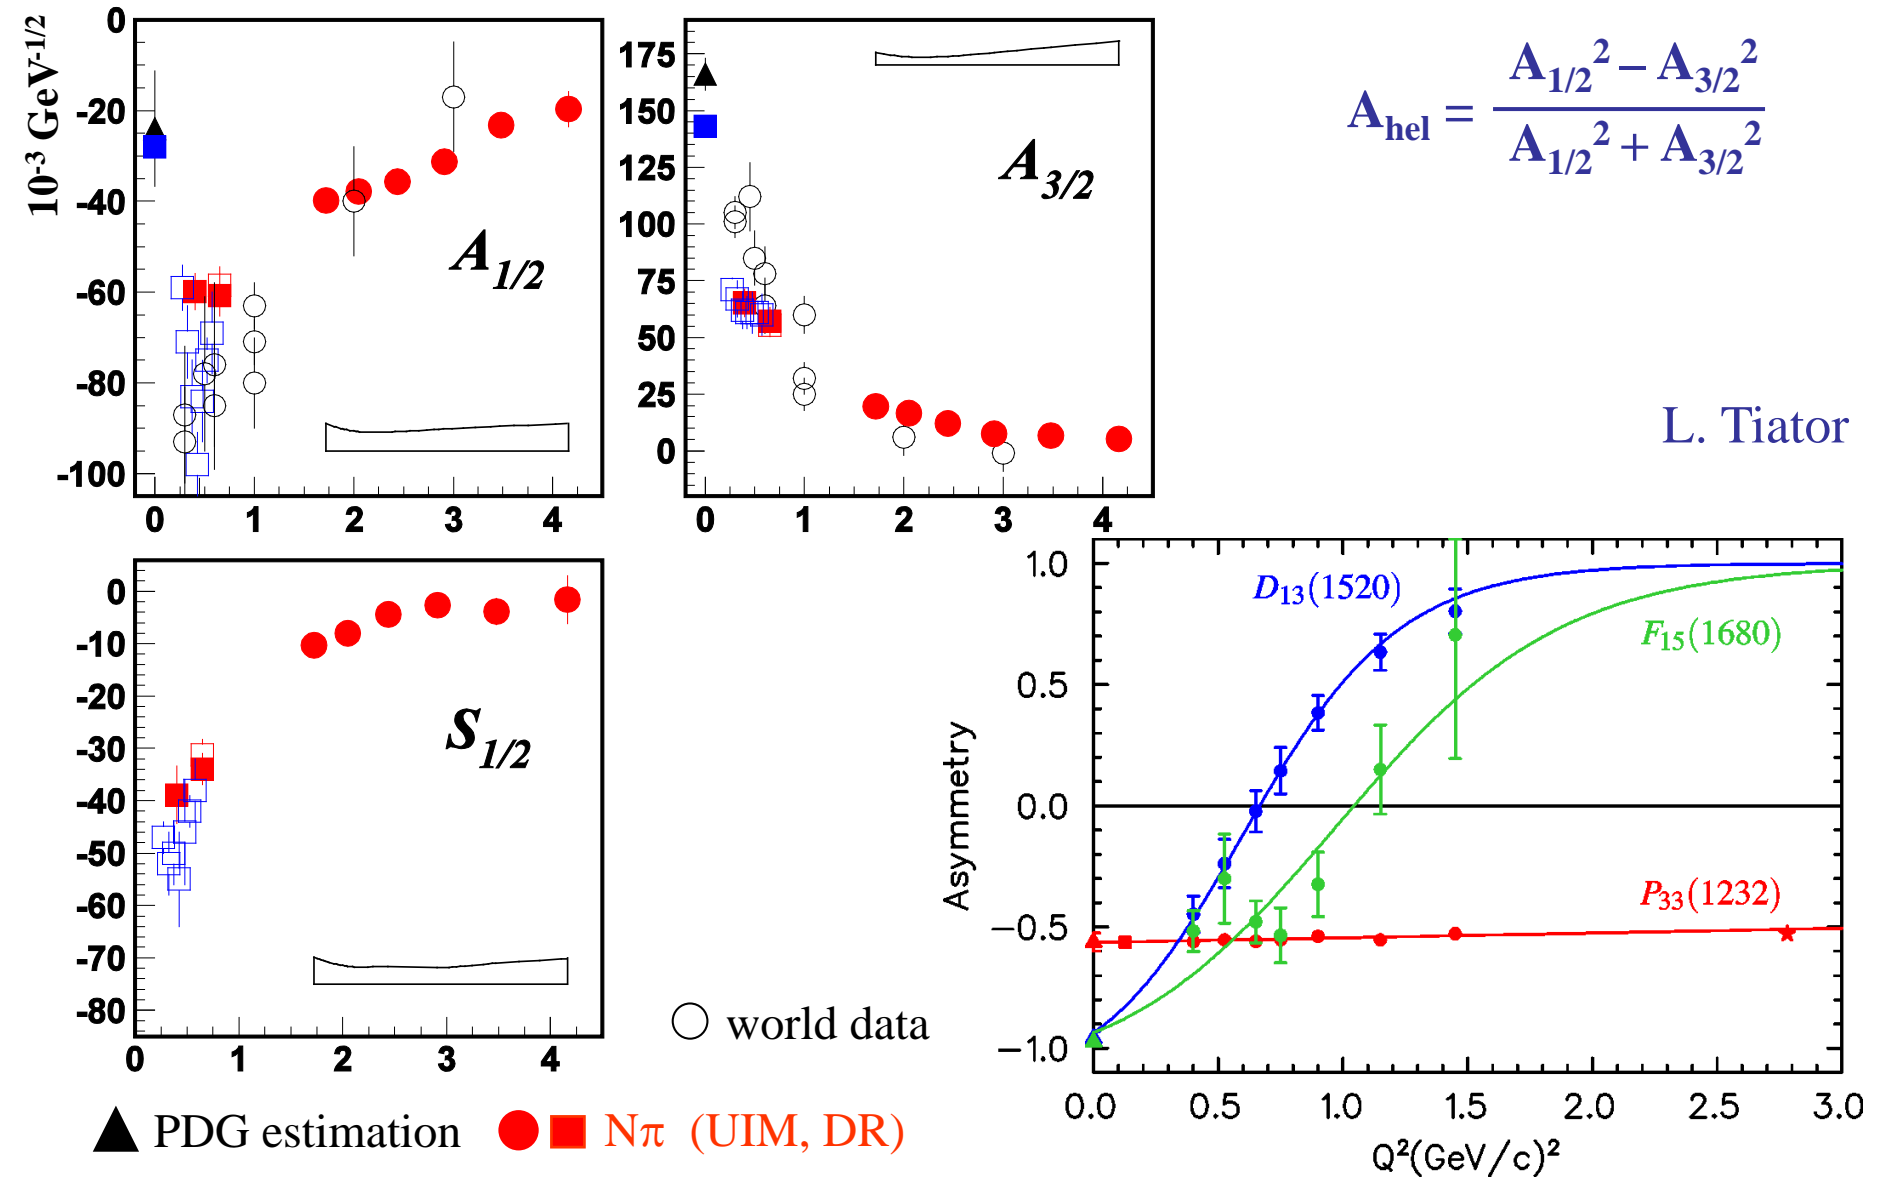 10⁻³ GeV⁻¹/²
0
-20
-40
-60
-80
-100
0 1 2 3 4
A1/2
175
150
125
100
75
50
25
0
0 1 2 3 4
A3/2
Ahel = A1/2² – A3/2²
A1/2² + A3/2²
L. Tiator
0
-10
-20
-30
-40
-50
-60
-70
-80
0 1 2 3 4
S1/2
world data
PDG estimation
Nπ (UIM, DR)
Asymmetry
1.0
0.5
0.0
−0.5
−1.0
D13(1520)
F15(1680)
P33(1232)
0.0 0.5 1.0 1.5 2.0 2.5 3.0
Q²(GeV/c)²